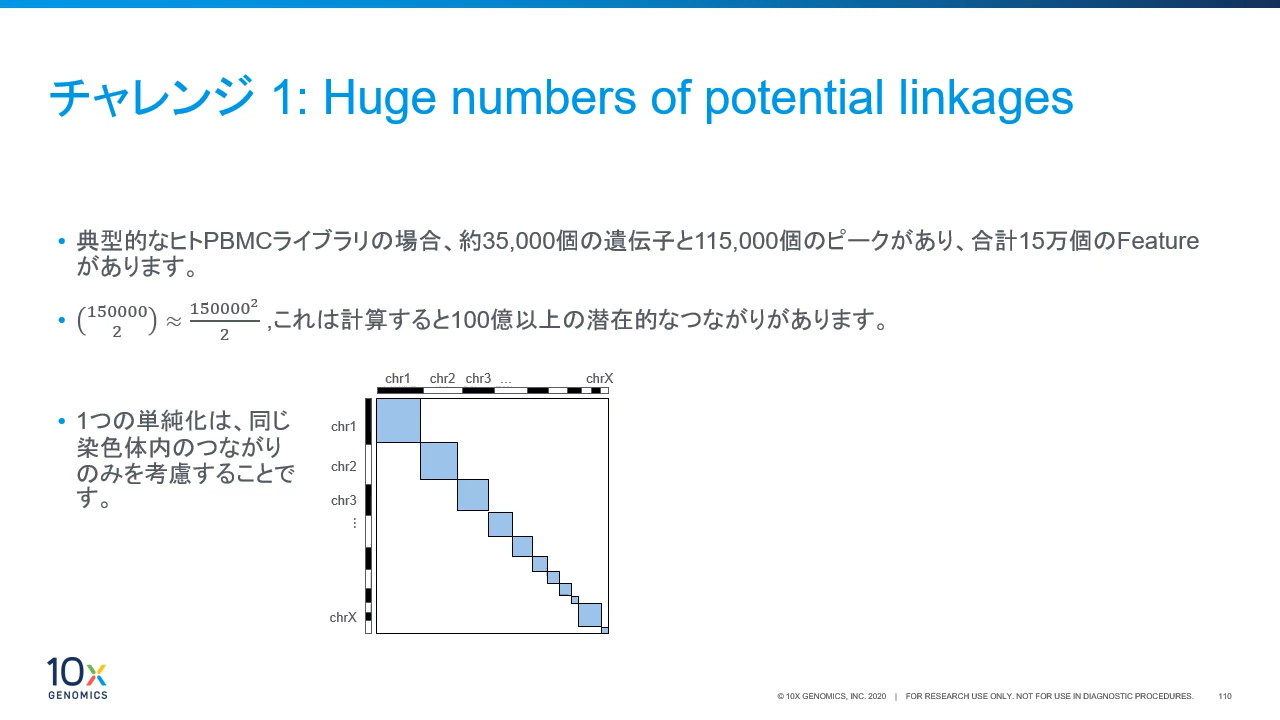 チャレンジ 1: Huge numbers of potential linkages
• 典型的なヒトPBMCライブラリの場合、約35,000個の遺伝子と115,000個のピークがあり、合計15万個のFeature
があります。
• (150000 2) ≈ 150000²/2 ,これは計算すると100億以上の潜在的なつながりがあります。
chr1 chr2 chr3 … chrX
• 1つの単純化は、同じ
染色体内のつながり
のみを考慮することで
す。
chr1
chr2
chr3
⋮
chrX
10x
GENOMICS
© 10X GENOMICS, INC. 2020 | FOR RESEARCH USE ONLY. NOT FOR USE IN DIAGNOSTIC PROCEDURES. 110